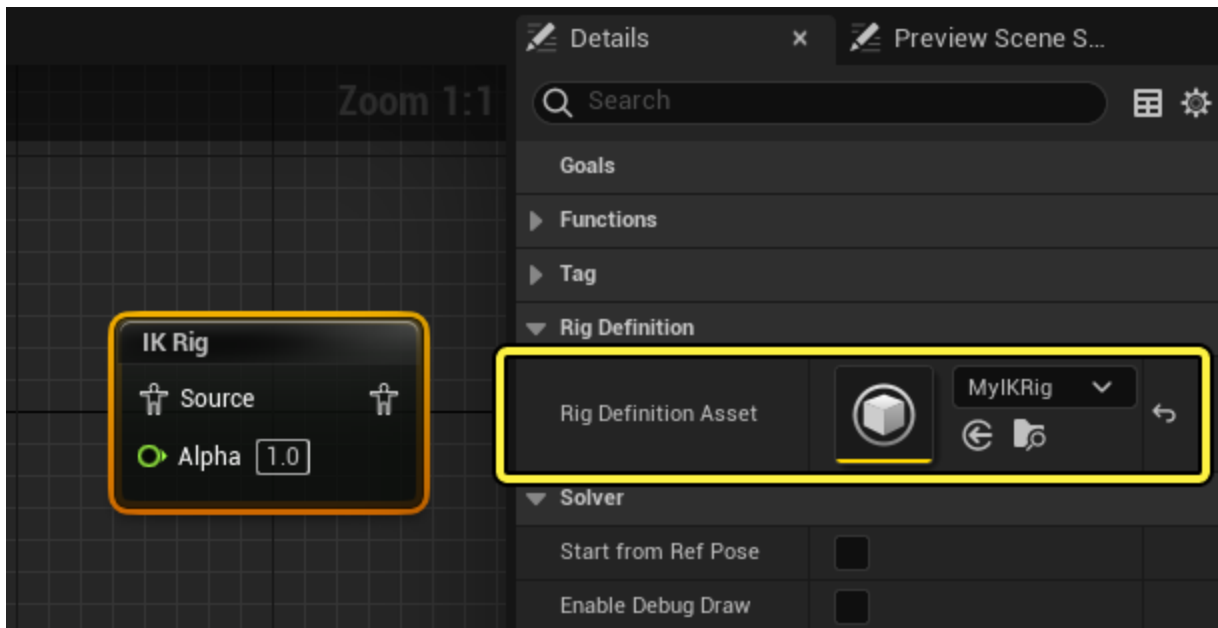 Details
Preview Scene S...
Zoom 1:1
Search
Goals
Functions
Tag
Rig Definition
IK Rig
Source
Alpha 1.0
Rig Definition Asset
MyIKRig
Solver
Start from Ref Pose
Enable Debug Draw